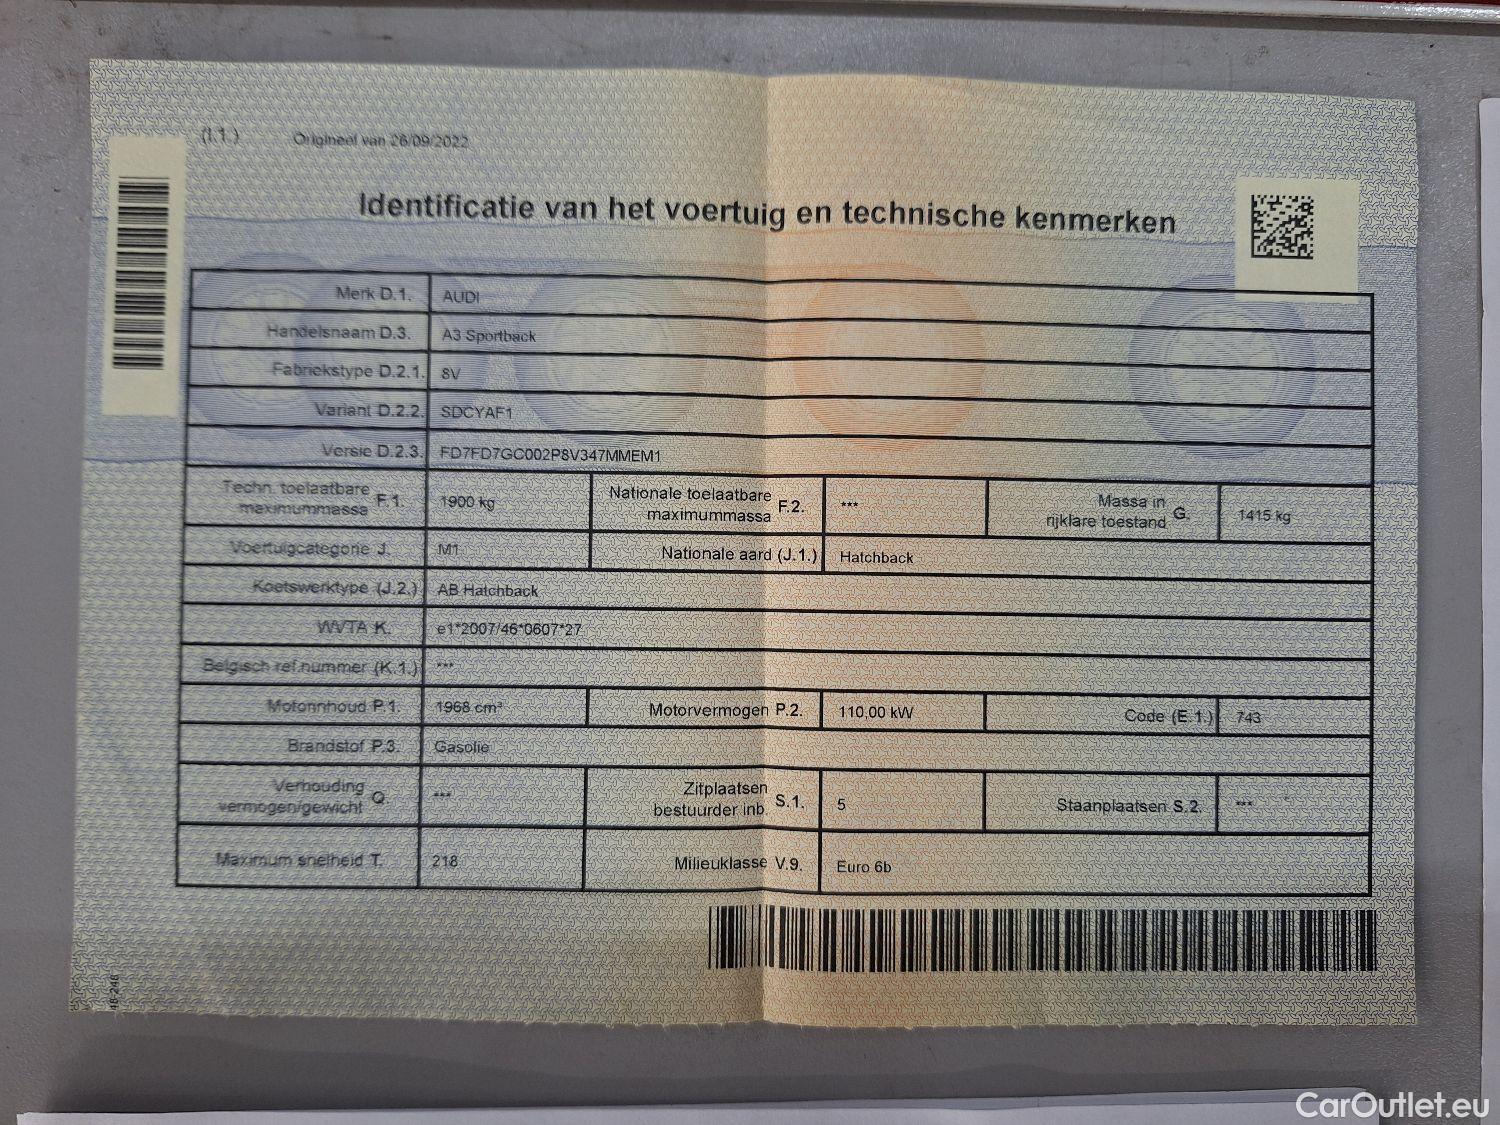 (I.1.) Origineel van 26/09/2022
Identificatie van het voertuig en technische kenmerken
Merk D.1. AUDI
Handelsnaam D.3. A3 Sportback
Fabriekstype D.2.1. 8V
Variant D.2.2. SDCYAF1
Versie D.2.3. FD7FD7GC002P8V347MMEM1
Techn. toelaatbare maximummassa F.1. 1900 kg Nationale toelaatbare maximummassa F.2. *** Massa in rijklare toestand G. 1415 kg
Voertuigcategorie J. M1 Nationale aard (J.1.) Hatchback
Koetswerktype (J.2.) AB Hatchback
WVTA K. e1*2007/46*0607*27
Belgisch ref.nummer (K.1.) ***
Motorinhoud P.1. 1968 cm³ Motorvermogen P.2. 110,00 kW Code (E.1.) 743
Brandstof P.3. Gasolie
Verhouding vermogen/gewicht Q. *** Zitplaatsen bestuurder inb. S.1. 5 Staanplaatsen S.2. ***
Maximum snelheid T. 218 Milieuklasse V.9. Euro 6b
48-248
CarOutlet.eu